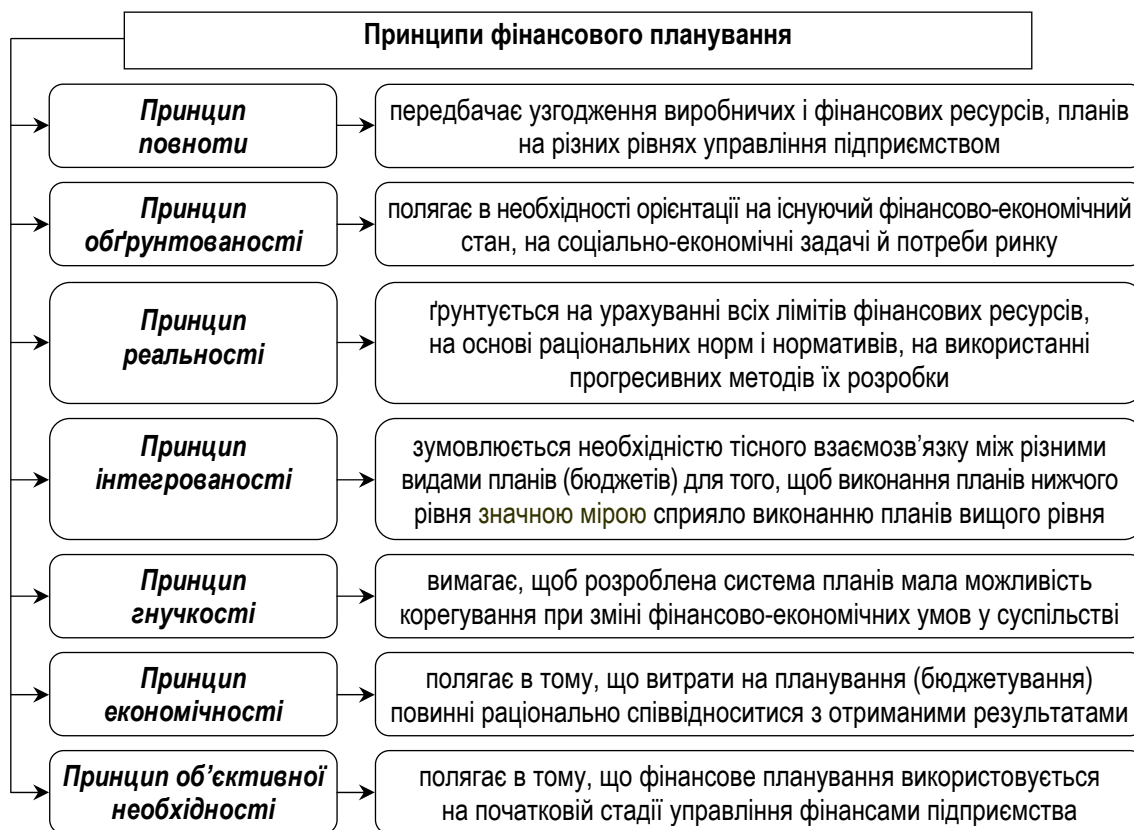 Принципи фінансового планування
Принцип
повноти
передбачає узгодження виробничих і фінансових ресурсів, планів
на різних рівнях управління підприємством
Принцип
обґрунтованості
полягає в необхідності орієнтації на існуючий фінансово-економічний
стан, на соціально-економічні задачі й потреби ринку
Принцип
реальності
ґрунтується на урахуванні всіх лімітів фінансових ресурсів,
на основі раціональних норм і нормативів, на використанні
прогресивних методів їх розробки
Принцип
інтегрованості
зумовлюється необхідністю тісного взаємозв’язку між різними
видами планів (бюджетів) для того, щоб виконання планів нижчого
рівня значною мірою сприяло виконанню планів вищого рівня
Принцип
гнучкості
вимагає, щоб розроблена система планів мала можливість
корегування при зміні фінансово-економічних умов у суспільстві
Принцип
економічності
полягає в тому, що витрати на планування (бюджетування)
повинні раціонально співвідноситися з отриманими результатами
Принцип об’єктивної
необхідності
полягає в тому, що фінансове планування використовується
на початковій стадії управління фінансами підприємства